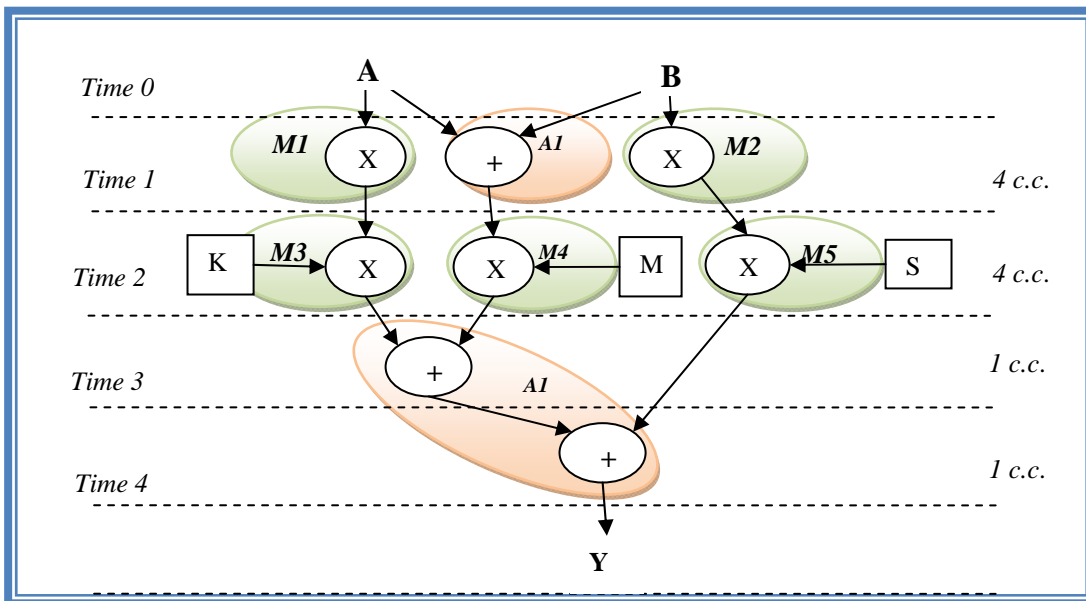 Time 0
A
B
M1
X
+
A1
X
M2
Time 1
4 c.c.
K
M3
X
X
M4
M
X
M5
S
Time 2
4 c.c.
+
A1
Time 3
1 c.c.
+
Time 4
1 c.c.
Y